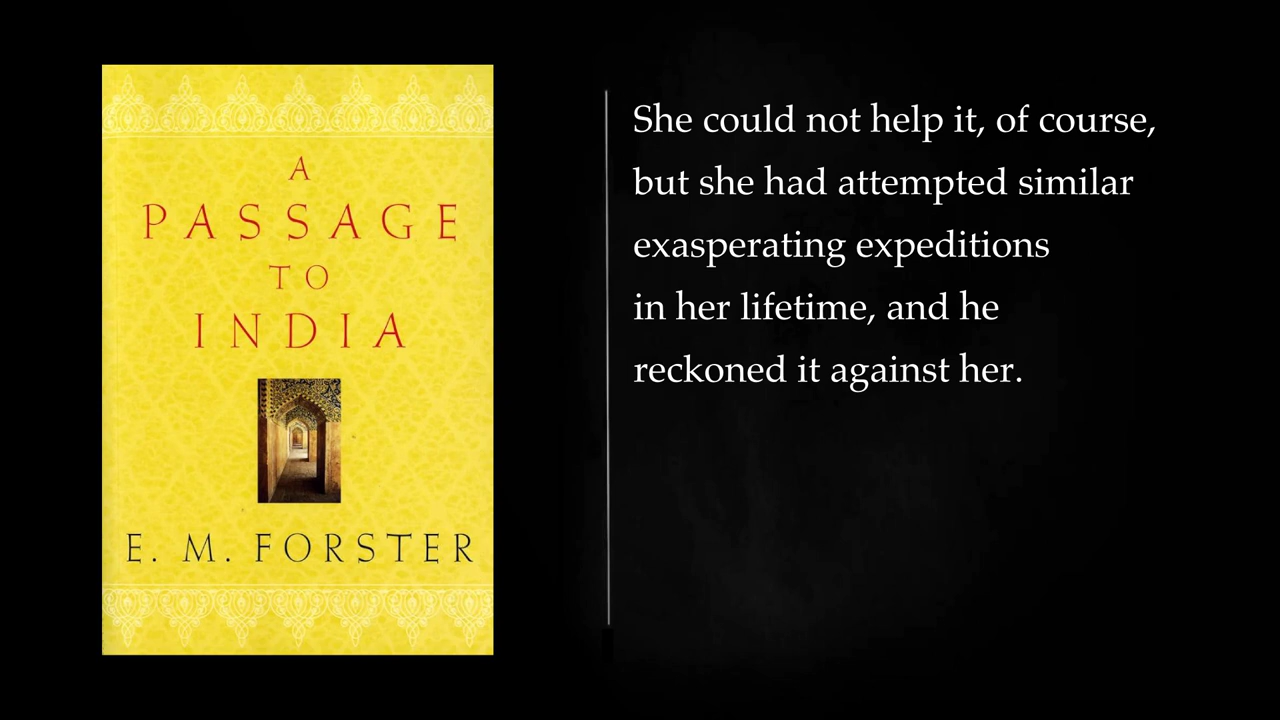 A
PASSAGE
TO
INDIA
E. M. FORSTER
She could not help it, of course,
but she had attempted similar
exasperating expeditions
in her lifetime, and he
reckoned it against her.